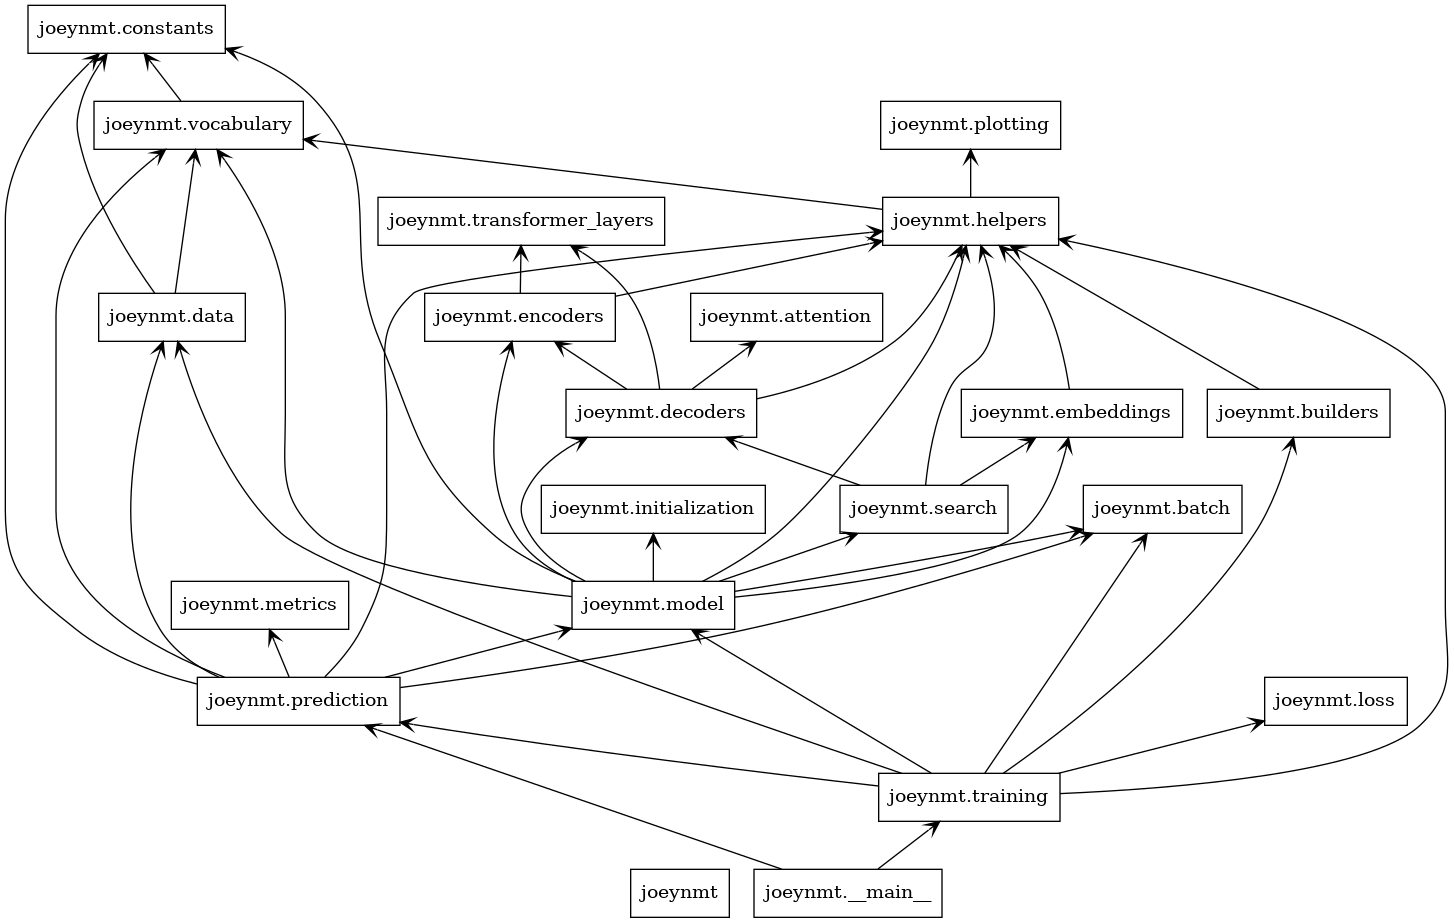 joeynmt.constants
joeynmt.vocabulary
joeynmt.plotting
joeynmt.transformer_layers
joeynmt.helpers
joeynmt.data
joeynmt.encoders
joeynmt.attention
joeynmt.decoders
joeynmt.embeddings
joeynmt.builders
joeynmt.initialization
joeynmt.search
joeynmt.batch
joeynmt.metrics
joeynmt.model
joeynmt.prediction
joeynmt.loss
joeynmt.training
joeynmt
joeynmt.__main__